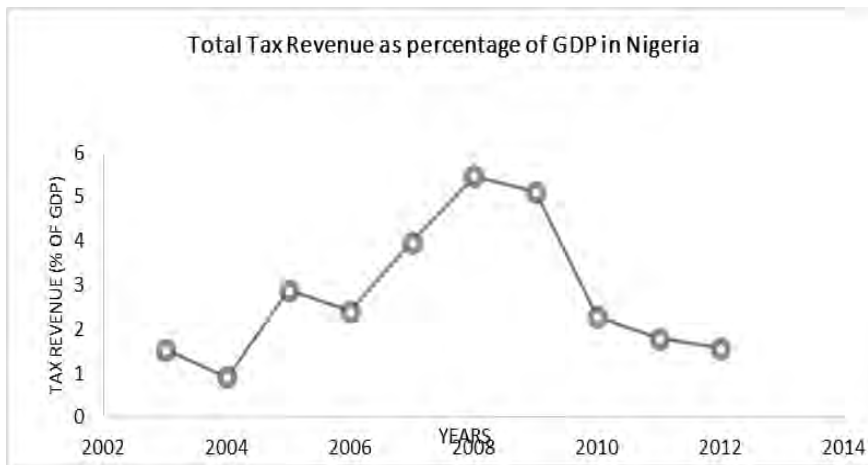 Total Tax Revenue as percentage of GDP in Nigeria
TAX REVENUE (% OF GDP)
6
5
4
3
2
1
0
2002 2004 2006 2008 2010 2012 2014
YEARS